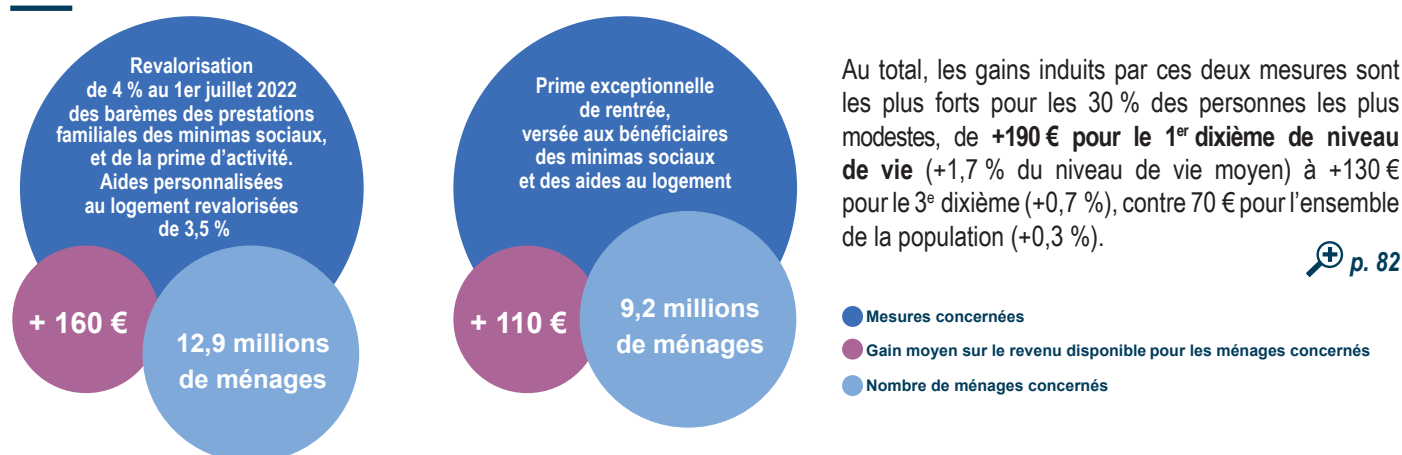 Revalorisation
de 4 % au 1er juillet 2022
des barèmes des prestations
familiales des minimas sociaux,
et de la prime d'activité.
Aides personnalisées
au logement revalorisées
de 3,5 %
+ 160 €
12,9 millions
de ménages
Prime exceptionnelle
de rentrée,
versée aux bénéficiaires
des minimas sociaux
et des aides au logement
+ 110 €
9,2 millions
de ménages
Au total, les gains induits par ces deux mesures sont
les plus forts pour les 30 % des personnes les plus
modestes, de +190 € pour le 1er dixième de niveau
de vie (+1,7 % du niveau de vie moyen) à +130 €
pour le 3e dixième (+0,7 %), contre 70 € pour l'ensemble
de la population (+0,3 %).
p. 82
Mesures concernées
Gain moyen sur le revenu disponible pour les ménages concernés
Nombre de ménages concernés